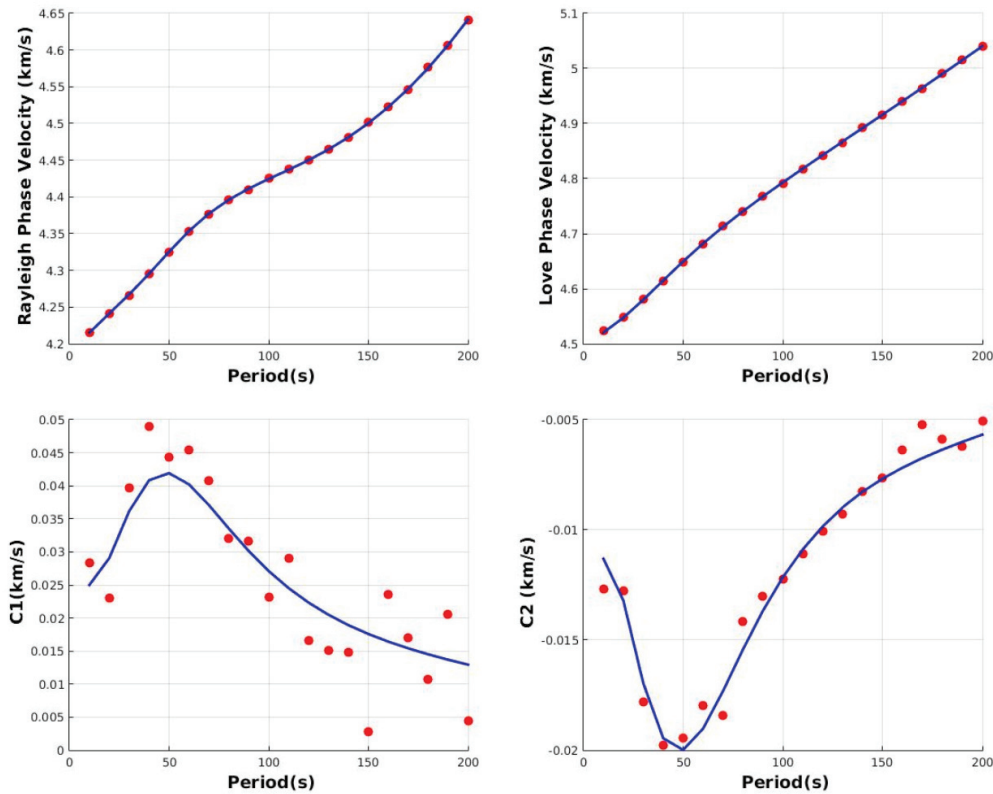 4.65
4.6
4.55
4.5
4.45
4.4
4.35
4.3
4.25
4.2
Rayleigh Phase Velocity (km/s)
0 50 100 150 200
Period(s)
5.1
5
4.9
4.8
4.7
4.6
4.5
Love Phase Velocity (km/s)
0 50 100 150 200
Period(s)
0.05
0.045
0.04
0.035
0.03
0.025
0.02
0.015
0.01
0.005
0
C1(km/s)
0 50 100 150 200
Period(s)
-0.005
-0.01
-0.015
-0.02
C2 (km/s)
0 50 100 150 200
Period(s)